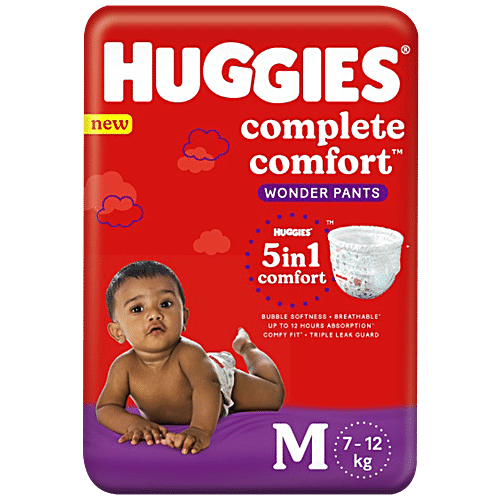 HUGGIES®
new
complete
comfort™
WONDER PANTS
HUGGIES™
5in1
comfort
BUBBLE SOFTNESS • BREATHABLE*
UP TO 12 HOURS ABSORPTION*
COMFY FIT* • TRIPLE LEAK GUARD
M
7-12
kg